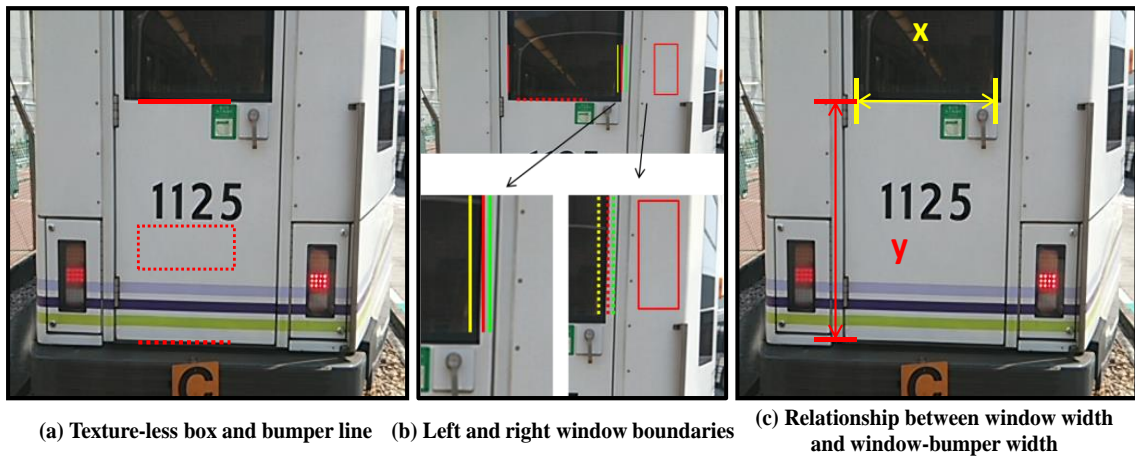 1125
C
1125
x
1125
y
C
(a) Texture-less box and bumper line
(b) Left and right window boundaries
(c) Relationship between window width
and window-bumper width